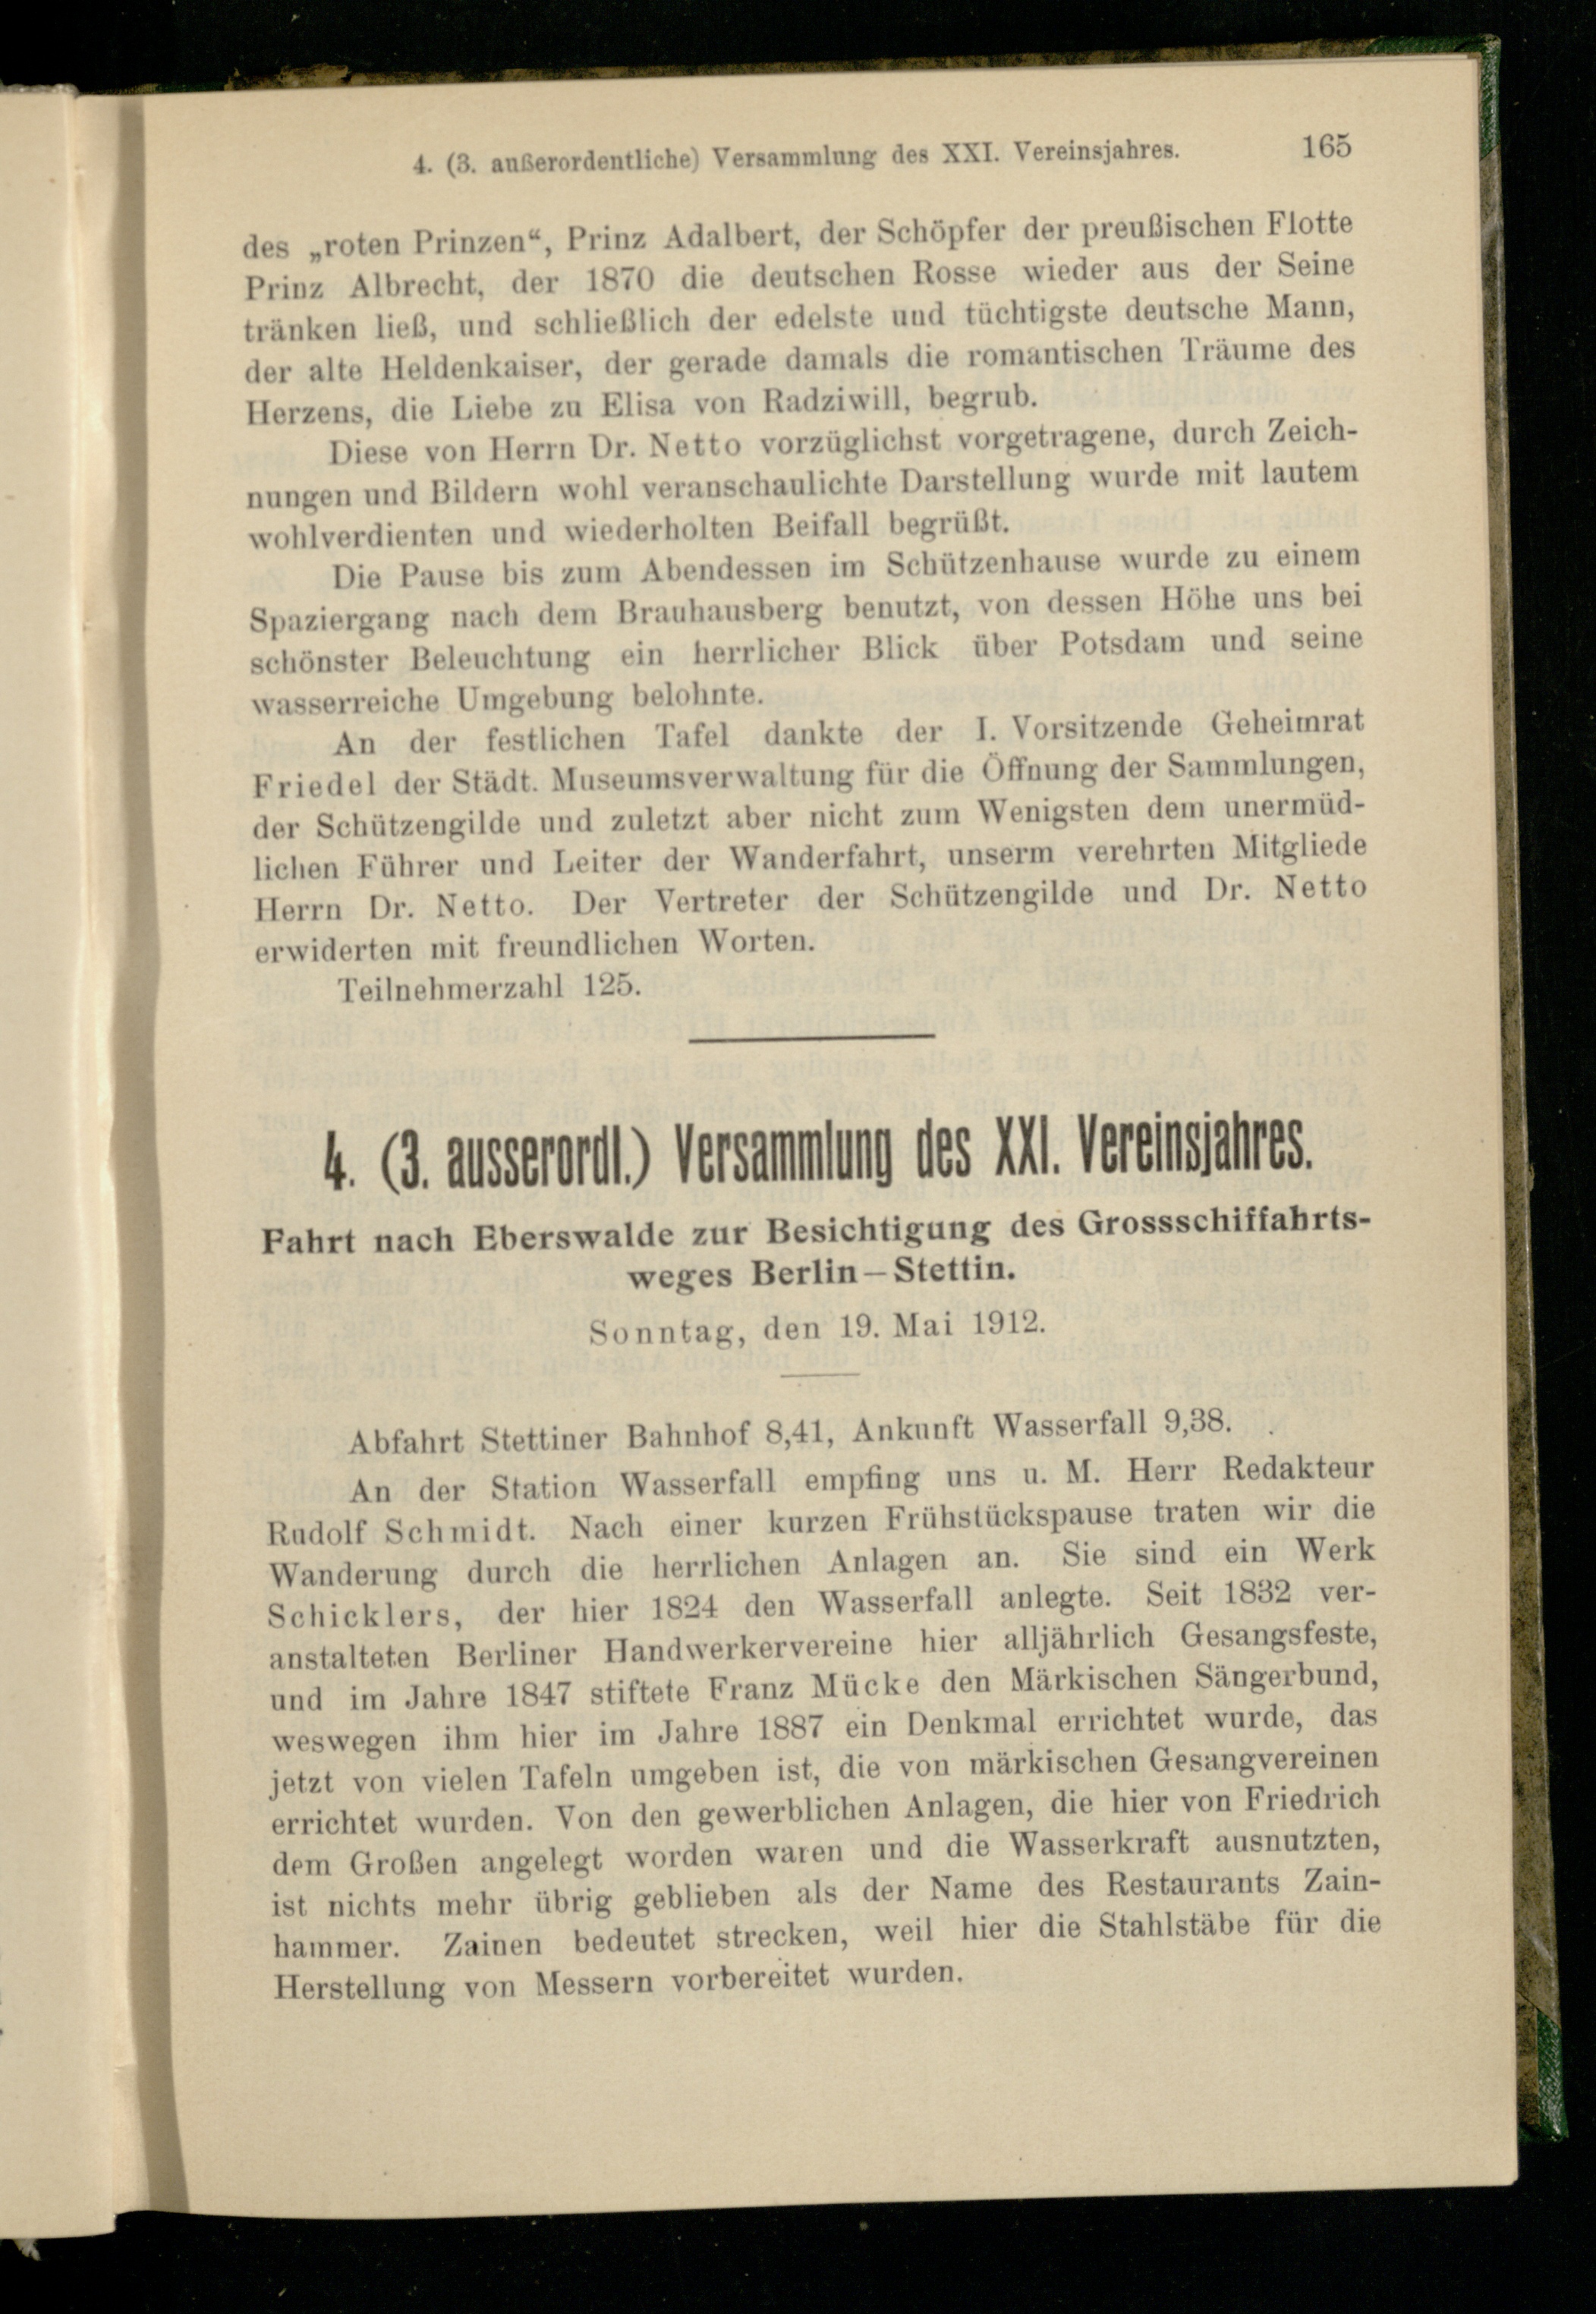 4. (3. außerordentliche) Versammlung des XXI. Vereinsjahres. 165
des „roten Prinzen“, Prinz Adalbert, der Schöpfer der preußischen Flotte
Prinz Albrecht, der 1870 die deutschen Rosse wieder aus der Seine
tränken ließ, und schließlich der edelste und tüchtigste deutsche Mann,
der alte Heldenkaiser, der gerade damals die romantischen Träume des
Herzens, die Liebe zu Elisa von Radziwill, begrub.
Diese von Herrn Dr. Netto vorzüglichst vorgetragene, durch Zeich-
nungen und Bildern wohl veranschaulichte Darstellung wurde mit lautem
wohlverdienten und wiederholten Beifall begrüßt.
Die Pause bis zum Abendessen im Schützenhause wurde zu einem
Spaziergang nach dem Brauhausberg benutzt, von dessen Höhe uns bei
schönster Beleuchtung ein herrlicher Blick über Potsdam und seine
wasserreiche Umgebung belohnte.
An der festlichen Tafel dankte der I. Vorsitzende Geheimrat
Friedel der Städt. Museumsverwaltung für die Öffnung der Sammlungen,
der Schützengilde und zuletzt aber nicht zum Wenigsten dem unermüd-
lichen Führer und Leiter der Wanderfahrt, unserm verehrten Mitgliede
Herrn Dr. Netto. Der Vertreter der Schützengilde und Dr. Netto
erwiderten mit freundlichen Worten.
Teilnehmerzahl 125.
4. (3. ausserordl.) Versammlung des XXI. Vereinsjahres.
Fahrt nach Eberswalde zur Besichtigung des Grossschiffahrts-
weges Berlin–Stettin.
Sonntag, den 19. Mai 1912.
Abfahrt Stettiner Bahnhof 8,41, Ankunft Wasserfall 9,38.
An der Station Wasserfall empfing uns u. M. Herr Redakteur
Rudolf Schmidt. Nach einer kurzen Frühstückspause traten wir die
Wanderung durch die herrlichen Anlagen an. Sie sind ein Werk
Schicklers, der hier 1824 den Wasserfall anlegte. Seit 1832 ver-
anstalteten Berliner Handwerkervereine hier alljährlich Gesangsfeste,
und im Jahre 1847 stiftete Franz Mücke den Märkischen Sängerbund,
weswegen ihm hier im Jahre 1887 ein Denkmal errichtet wurde, das
jetzt von vielen Tafeln umgeben ist, die von märkischen Gesangvereinen
errichtet wurden. Von den gewerblichen Anlagen, die hier von Friedrich
dem Großen angelegt worden waren und die Wasserkraft ausnutzten,
ist nichts mehr übrig geblieben als der Name des Restaurants Zain-
hammer. Zainen bedeutet strecken, weil hier die Stahlstäbe für die
Herstellung von Messern vorbereitet wurden.